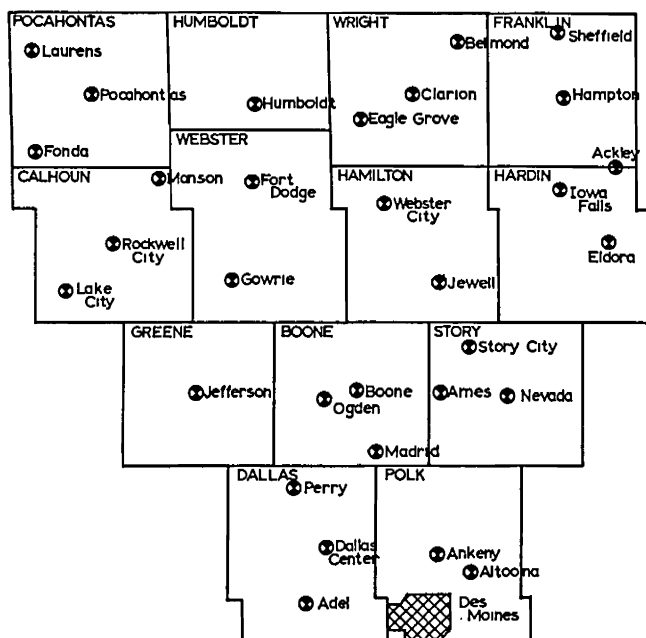 POCAHONTAS
HUMBOLDT
WRIGHT
FRANKLIN
Laurens
Belmond
Sheffield
Pocahontas
Humboldt
Clarion
Hampton
Eagle Grove
WEBSTER
Fonda
Ackley
CALHOUN
Manson
Fort
Dodge
HAMILTON
HARDIN
Iowa
Falls
Webster
City
Rockwell
City
Eldora
Lake
City
Gowrie
Jewell
GREENE
BOONE
STORY
Story City
Jefferson
Boone
Ogden
Ames
Nevada
Madrid
DALLAS
POLK
Perry
Dallas
Center
Ankeny
Altoona
Adel
Des
Moines